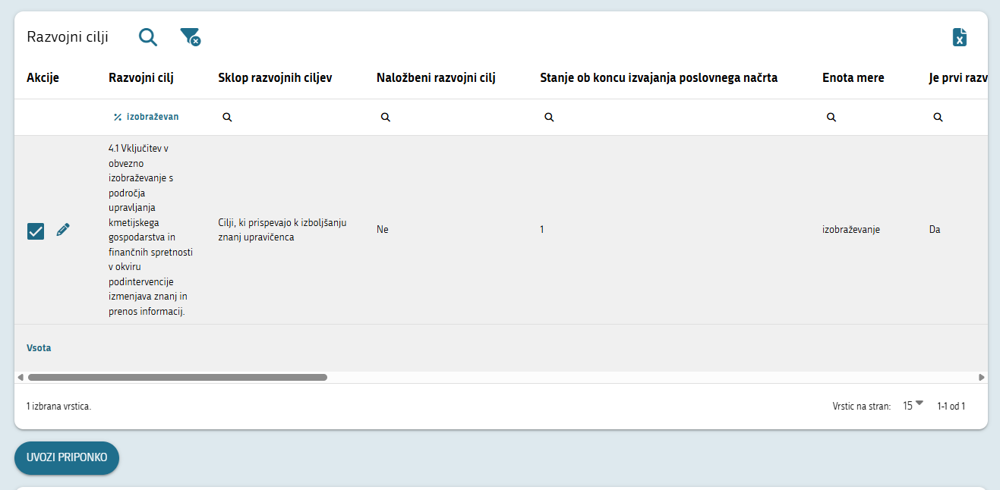 Razvojni cilji
Akcije Razvojni cilj Sklop razvojnih ciljev Naložbeni razvojni cilj Stanje ob koncu izvajanja poslovnega načrta Enota mere Je prvi razv
izobraževan
4.1 Vključitev v
obvezno
izobraževanje s
področja
upravljanja
kmetijskega
gospodarstva in
finančnih spretnosti
v okviru
podintervencije
izmenjava znanj in
prenos informacij.
Cilji, ki prispevajo k izboljšanju
znanj upravičenca
Ne
1
izobraževanje
Da
Vsota
1 izbrana vrstica.
Vrstic na stran: 15 1-1 od 1
UVOZI PRIPONKO